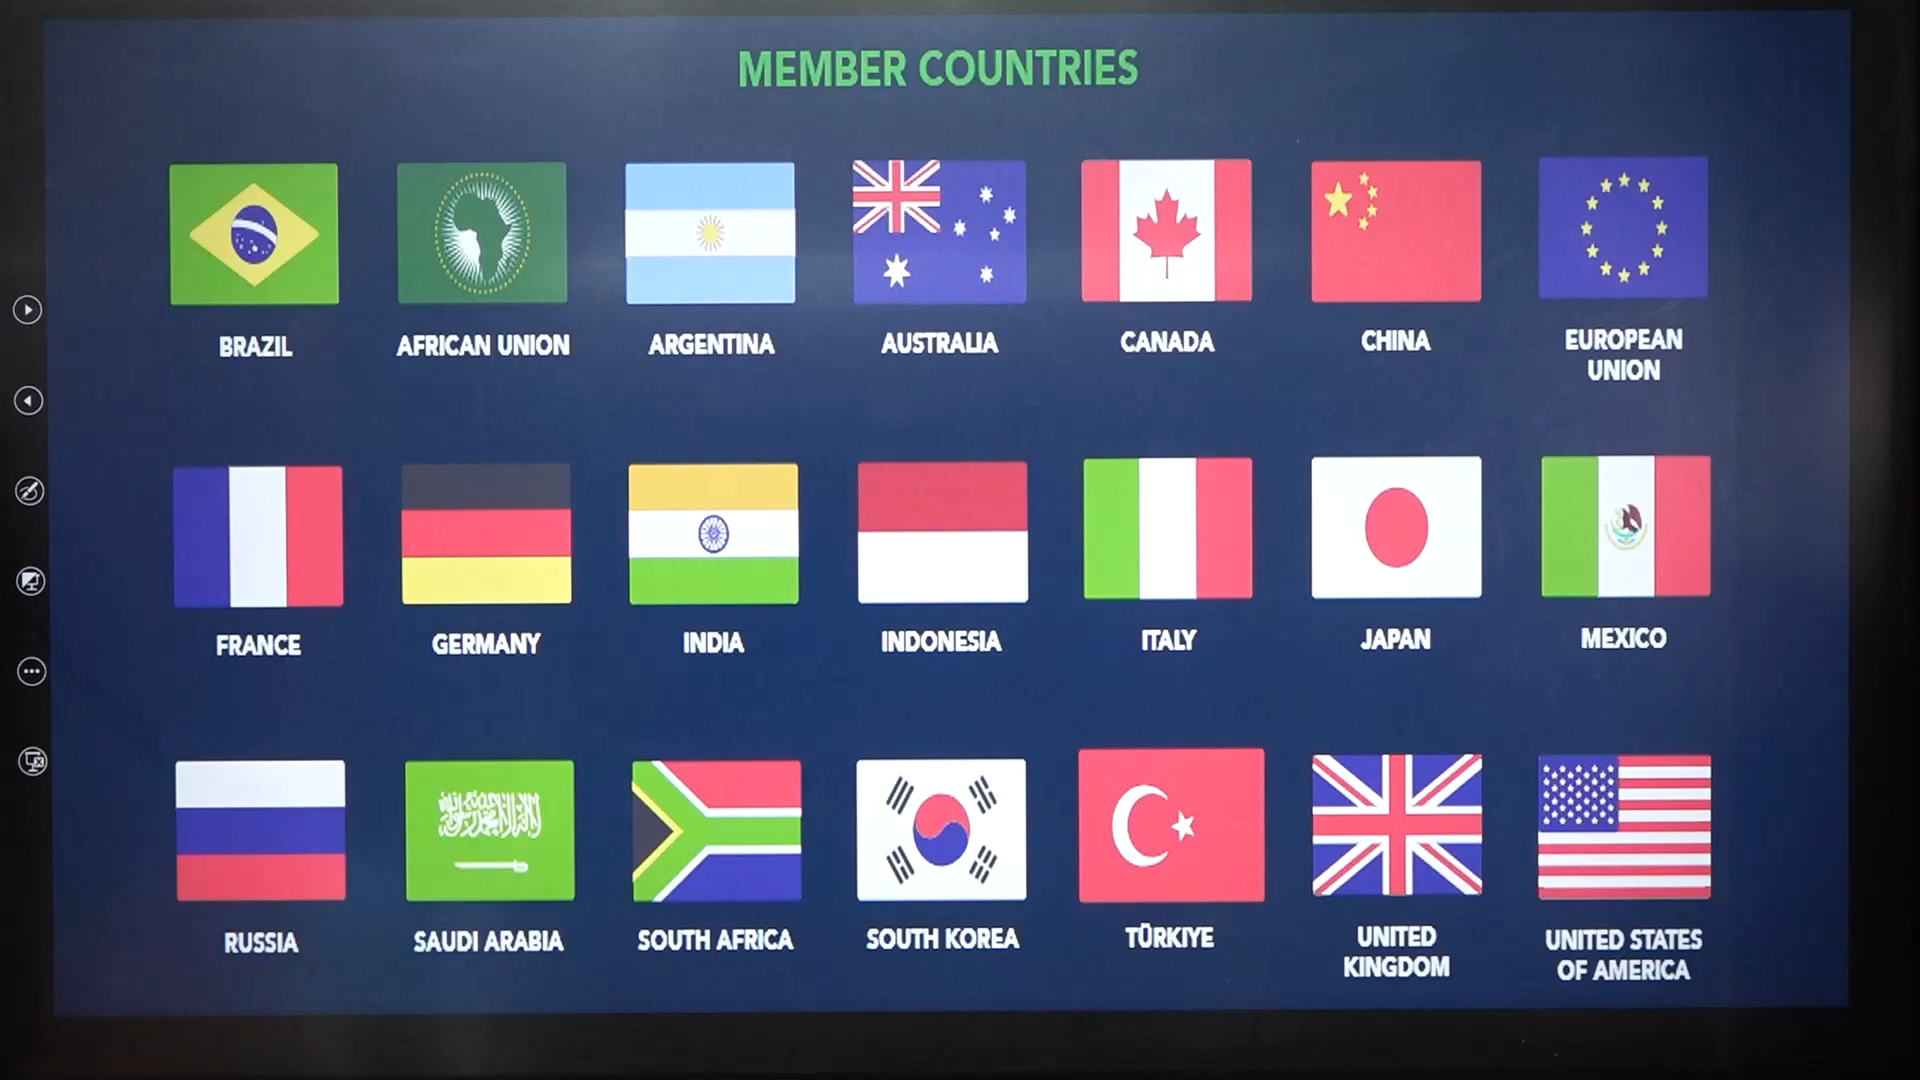 MEMBER COUNTRIES
BRAZIL
AFRICAN UNION
ARGENTINA
AUSTRALIA
CANADA
CHINA
EUROPEAN
UNION
FRANCE
GERMANY
INDIA
INDONESIA
ITALY
JAPAN
MEXICO
RUSSIA
SAUDI ARABIA
SOUTH AFRICA
SOUTH KOREA
TÜRKIYE
UNITED
KINGDOM
UNITED STATES
OF AMERICA